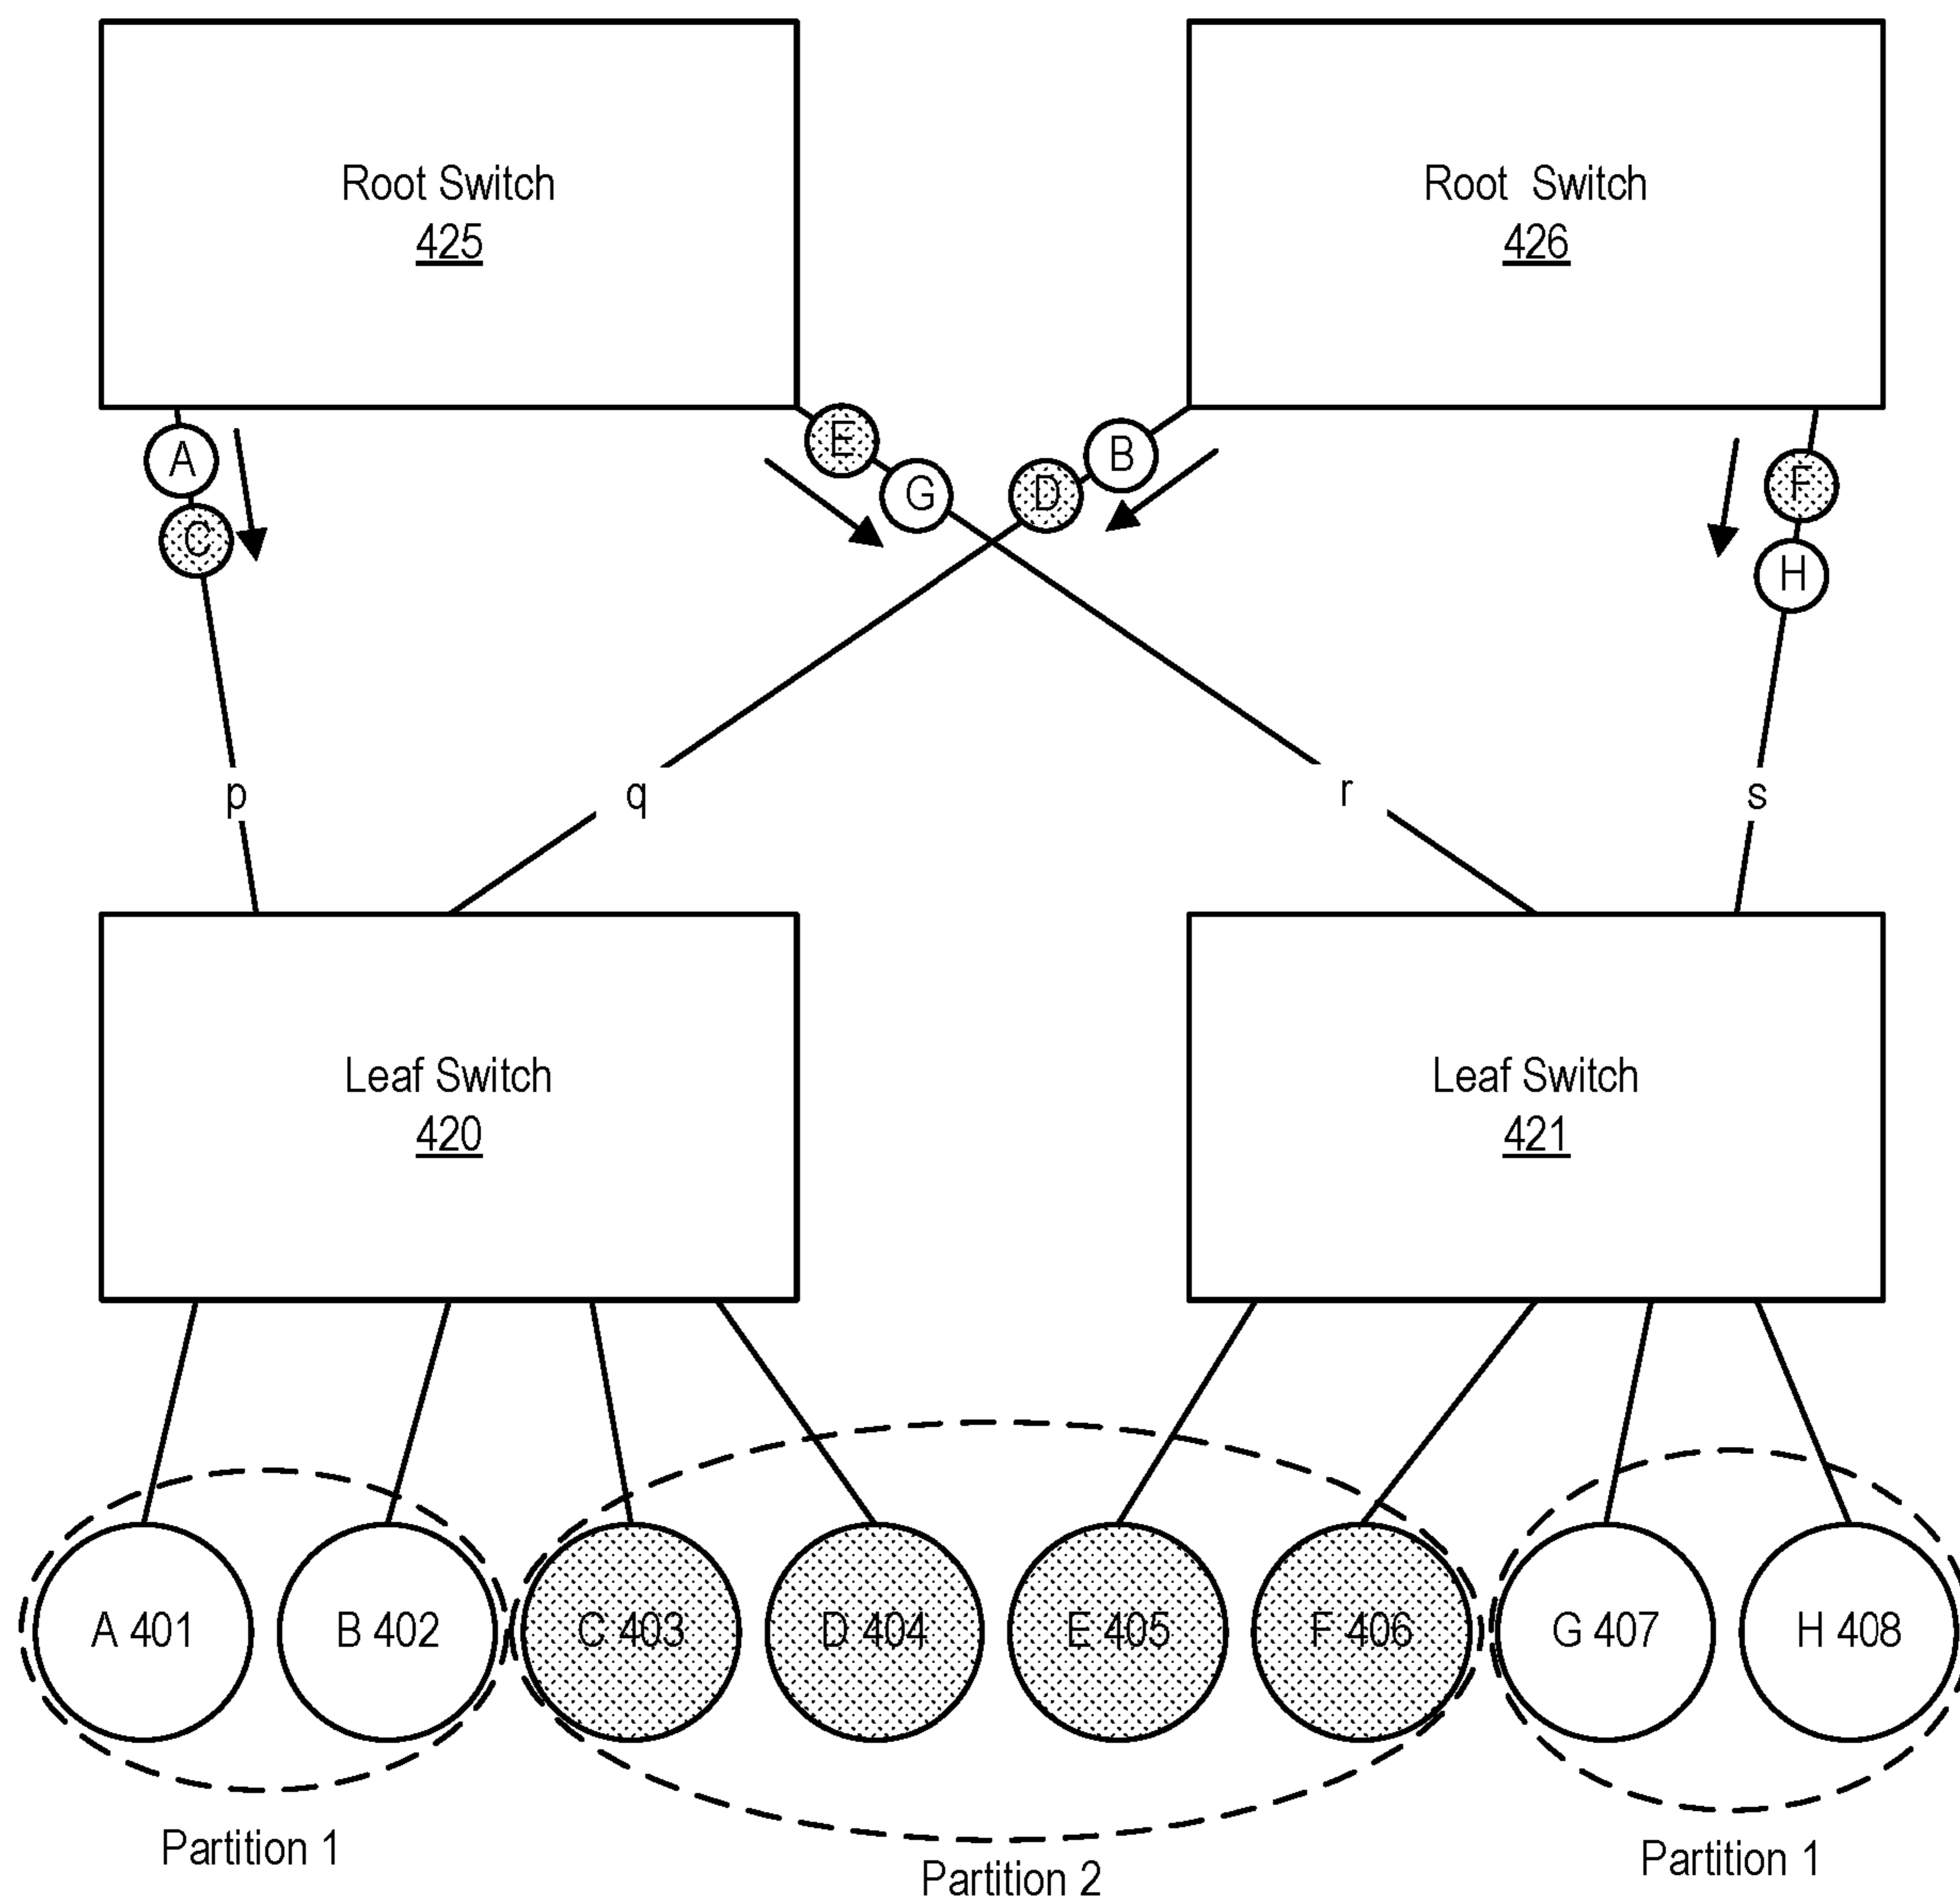 Root Switch
425
Root Switch
426
A
C
E
G
D
B
F
H
p
q
r
s
Leaf Switch
420
Leaf Switch
421
A 401
B 402
C 403
D 404
E 405
F 406
G 407
H 408
Partition 1
Partition 2
Partition 1